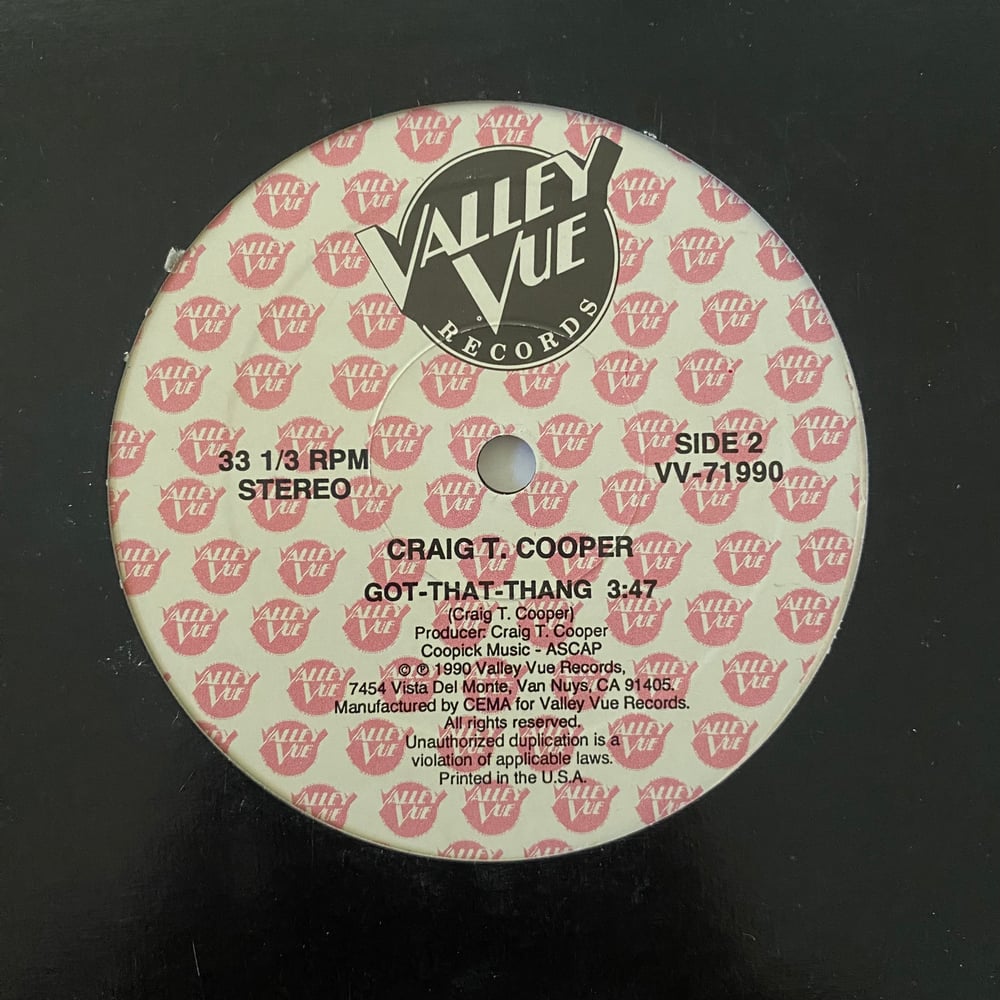 VALLEY
VUE
RECORDS
33 1/3 RPM
STEREO
SIDE 2
VV-71990
CRAIG T. COOPER
GOT-THAT-THANG 3:47
(Craig T. Cooper)
Producer: Craig T. Cooper
Coopick Music - ASCAP
© ℗ 1990 Valley Vue Records,
7454 Vista Del Monte, Van Nuys, CA 91405.
Manufactured by CEMA for Valley Vue Records.
All rights reserved.
Unauthorized duplication is a
violation of applicable laws.
Printed in the U.S.A.